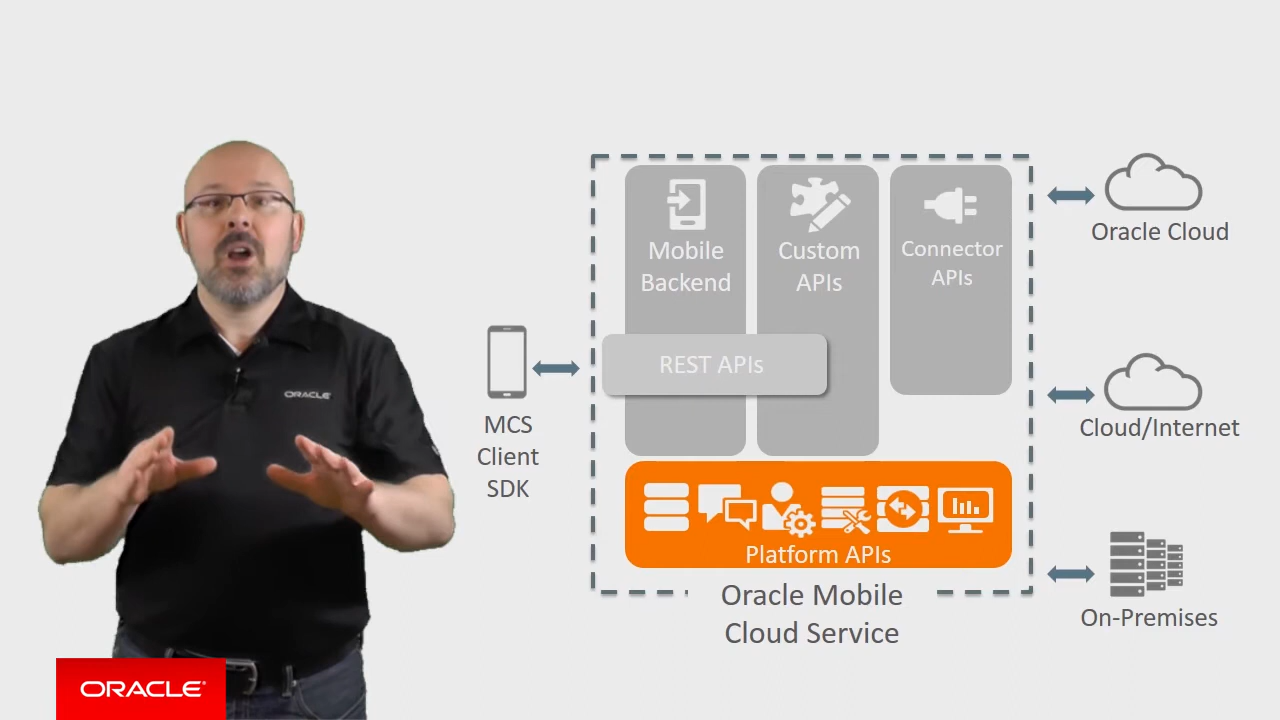 Mobile
Backend
Custom
APIs
Connector
APIs
REST APIs
Platform APIs
Oracle Mobile
Cloud Service
MCS
Client
SDK
Oracle Cloud
Cloud/Internet
On-Premises
ORACLE
ORACLE